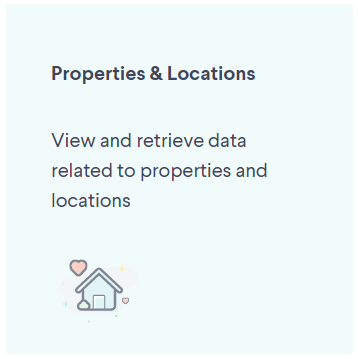 Properties & Locations
View and retrieve data
related to properties and
locations